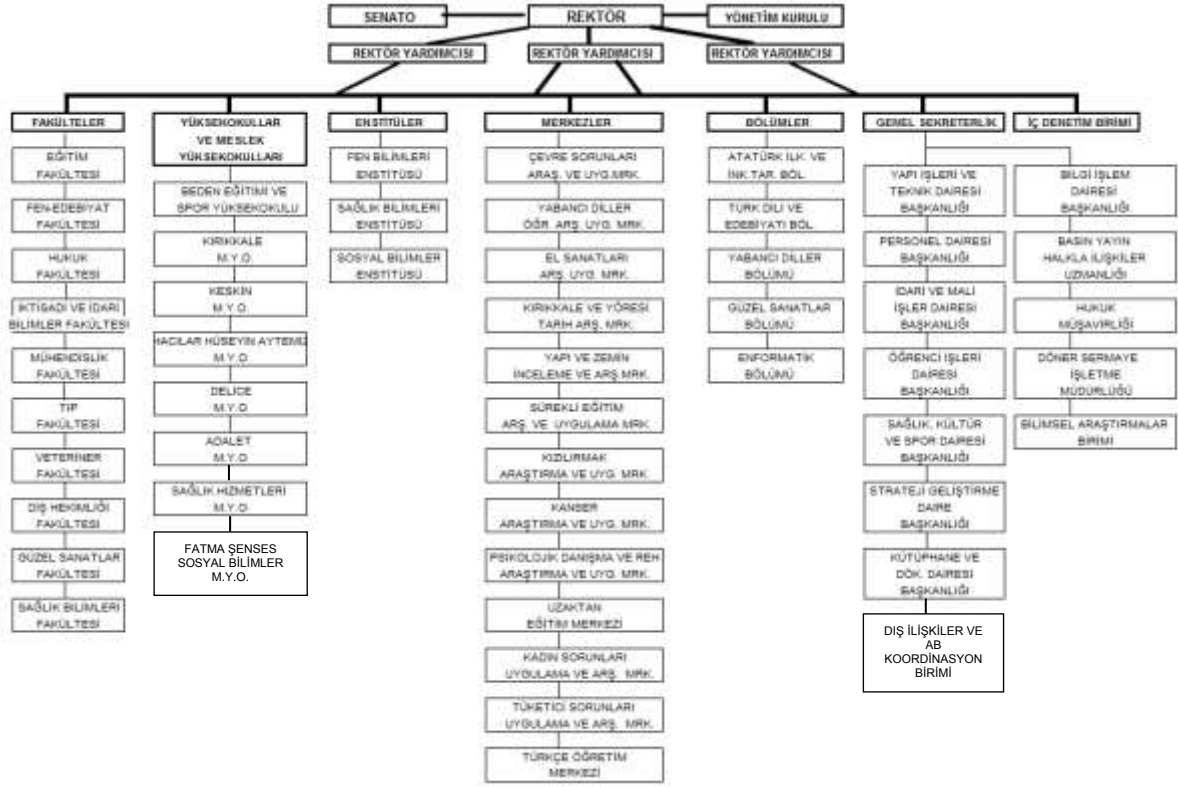 SENATO
REKTÖR
YÖNETİM KURULU
REKTÖR YARDIMCISI
REKTÖR YARDIMCISI
REKTÖR YARDIMCISI
FAKÜLTELER
EĞİTİM
FAKÜLTESİ
FEN-EDEBİYAT
FAKÜLTESİ
HUKUK
FAKÜLTESİ
İKTİSADİ VE İDARİ
BİLİMLER FAKÜLTESİ
MÜHENDİSLİK
FAKÜLTESİ
TIP
FAKÜLTESİ
VETERİNER
FAKÜLTESİ
DİŞ HEKİMLİĞİ
FAKÜLTESİ
GÜZEL SANATLAR
FAKÜLTESİ
SAĞLIK BİLİMLERİ
FAKÜLTESİ
YÜKSEKOKULLAR
VE MESLEK
YÜKSEKOKULLARI
BEDEN EĞİTİMİ VE
SPOR YÜKSEKOKULU
KIRIKKALE
M.Y.O.
KESKİN
M.Y.O.
HACILAR HÜSEYİN AYTEMİZ
M.Y.O
DELİCE
M.Y.O
ADALET
M.Y.O
SAĞLIK HİZMETLERİ
M.Y.O.
FATMA ŞENSES
SOSYAL BİLİMLER
M.Y.O.
ENSTİTÜLER
FEN BİLİMLERİ
ENSTİTÜSÜ
SAĞLIK BİLİMLERİ
ENSTİTÜSÜ
SOSYAL BİLİMLER
ENSTİTÜSÜ
MERKEZLER
ÇEVRE SORUNLARI
ARAŞ. VE UYG.MRK.
YABANCI DİLLER
ÖĞR. ARŞ. UYG. MRK.
EL SANATLARI
ARŞ. UYG. MRK.
KIRIKKALE VE YÖRESİ
TARİH ARŞ. MRK.
YAPI VE ZEMİN
İNCELEME VE ARŞ.MRK.
SÜREKLİ EĞİTİM
ARŞ. VE UYGULAMA MRK.
KIZILIRMAK
ARAŞTIRMA VE UYG. MRK.
KANSER
ARAŞTIRMA VE UYG. MRK.
PSİKOLOJİK DANIŞMA VE REH
ARAŞTIRMA VE UYG. MRK.
UZAKTAN
EĞİTİM MERKEZİ
KADIN SORUNLARI
UYGULAMA VE ARŞ. MRK.
TÜKETİCİ SORUNLARI
UYGULAMA VE ARŞ. MRK.
TÜRKÇE ÖĞRETİM
MERKEZİ
BÖLÜMLER
ATATÜRK İLK. VE
İNK.TAR. BÖL.
TÜRK DİLİ VE
EDEBİYATI BÖL.
YABANCI DİLLER
BÖLÜMÜ
GÜZEL SANATLAR
BÖLÜMÜ
ENFORMATİK
BÖLÜMÜ
GENEL SEKRETERLİK
YAPI İŞLERİ VE
TEKNİK DAİRESİ
BAŞKANLIĞI
PERSONEL DAİRESİ
BAŞKANLIĞI
İDARİ VE MALİ
İŞLER DAİRESİ
BAŞKANLIĞI
ÖĞRENCİ İŞLERİ
DAİRESİ
BAŞKANLIĞI
SAĞLIK, KÜLTÜR
VE SPOR DAİRESİ
BAŞKANLIĞI
STRATEJİ GELİŞTİRME
DAİRE
BAŞKANLIĞI
KÜTÜPHANE VE
DÖK. DAİRESİ
BAŞKANLIĞI
DIŞ İLİŞKİLER VE
AB
KOORDİNASYON
BİRİMİ
İÇ DENETİM BİRİMİ
BİLGİ İŞLEM
DAİRESİ
BAŞKANLIĞI
BASIN YAYIN
HALKLA İLİŞKİLER
UZMANLIĞI
HUKUK
MÜŞAVİRLİĞİ
DÖNER SERMAYE
İŞLETME
MÜDÜRLÜĞÜ
BİLİMSEL ARAŞTIRMALAR
BİRİMİ